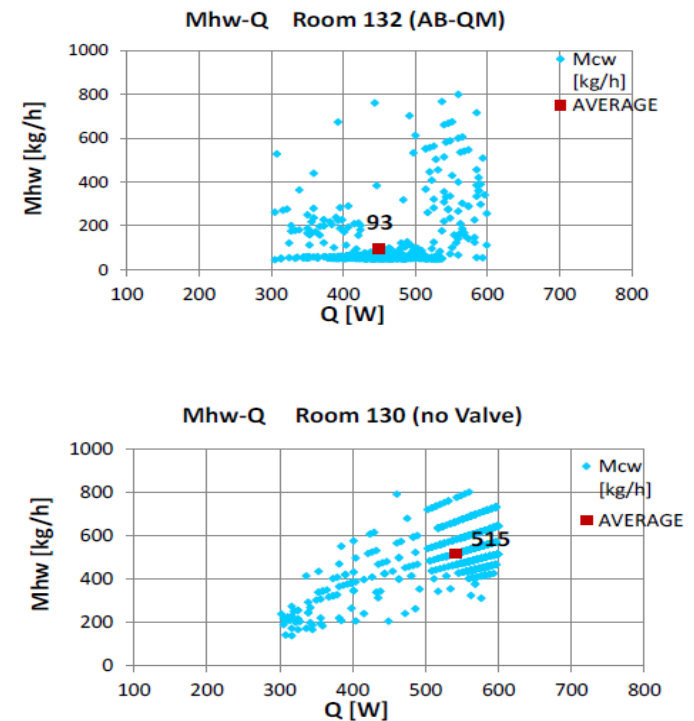 Mhw-Q Room 132 (AB-QM)
1000
800
600
400
200
0
Mhw [kg/h]
93
Mcw
[kg/h]
AVERAGE
100 200 300 400 500 600 700 800
Q [W]
Mhw-Q Room 130 (no Valve)
1000
800
600
400
200
0
Mhw [kg/h]
515
Mcw
[kg/h]
AVERAGE
100 200 300 400 500 600 700 800
Q [W]